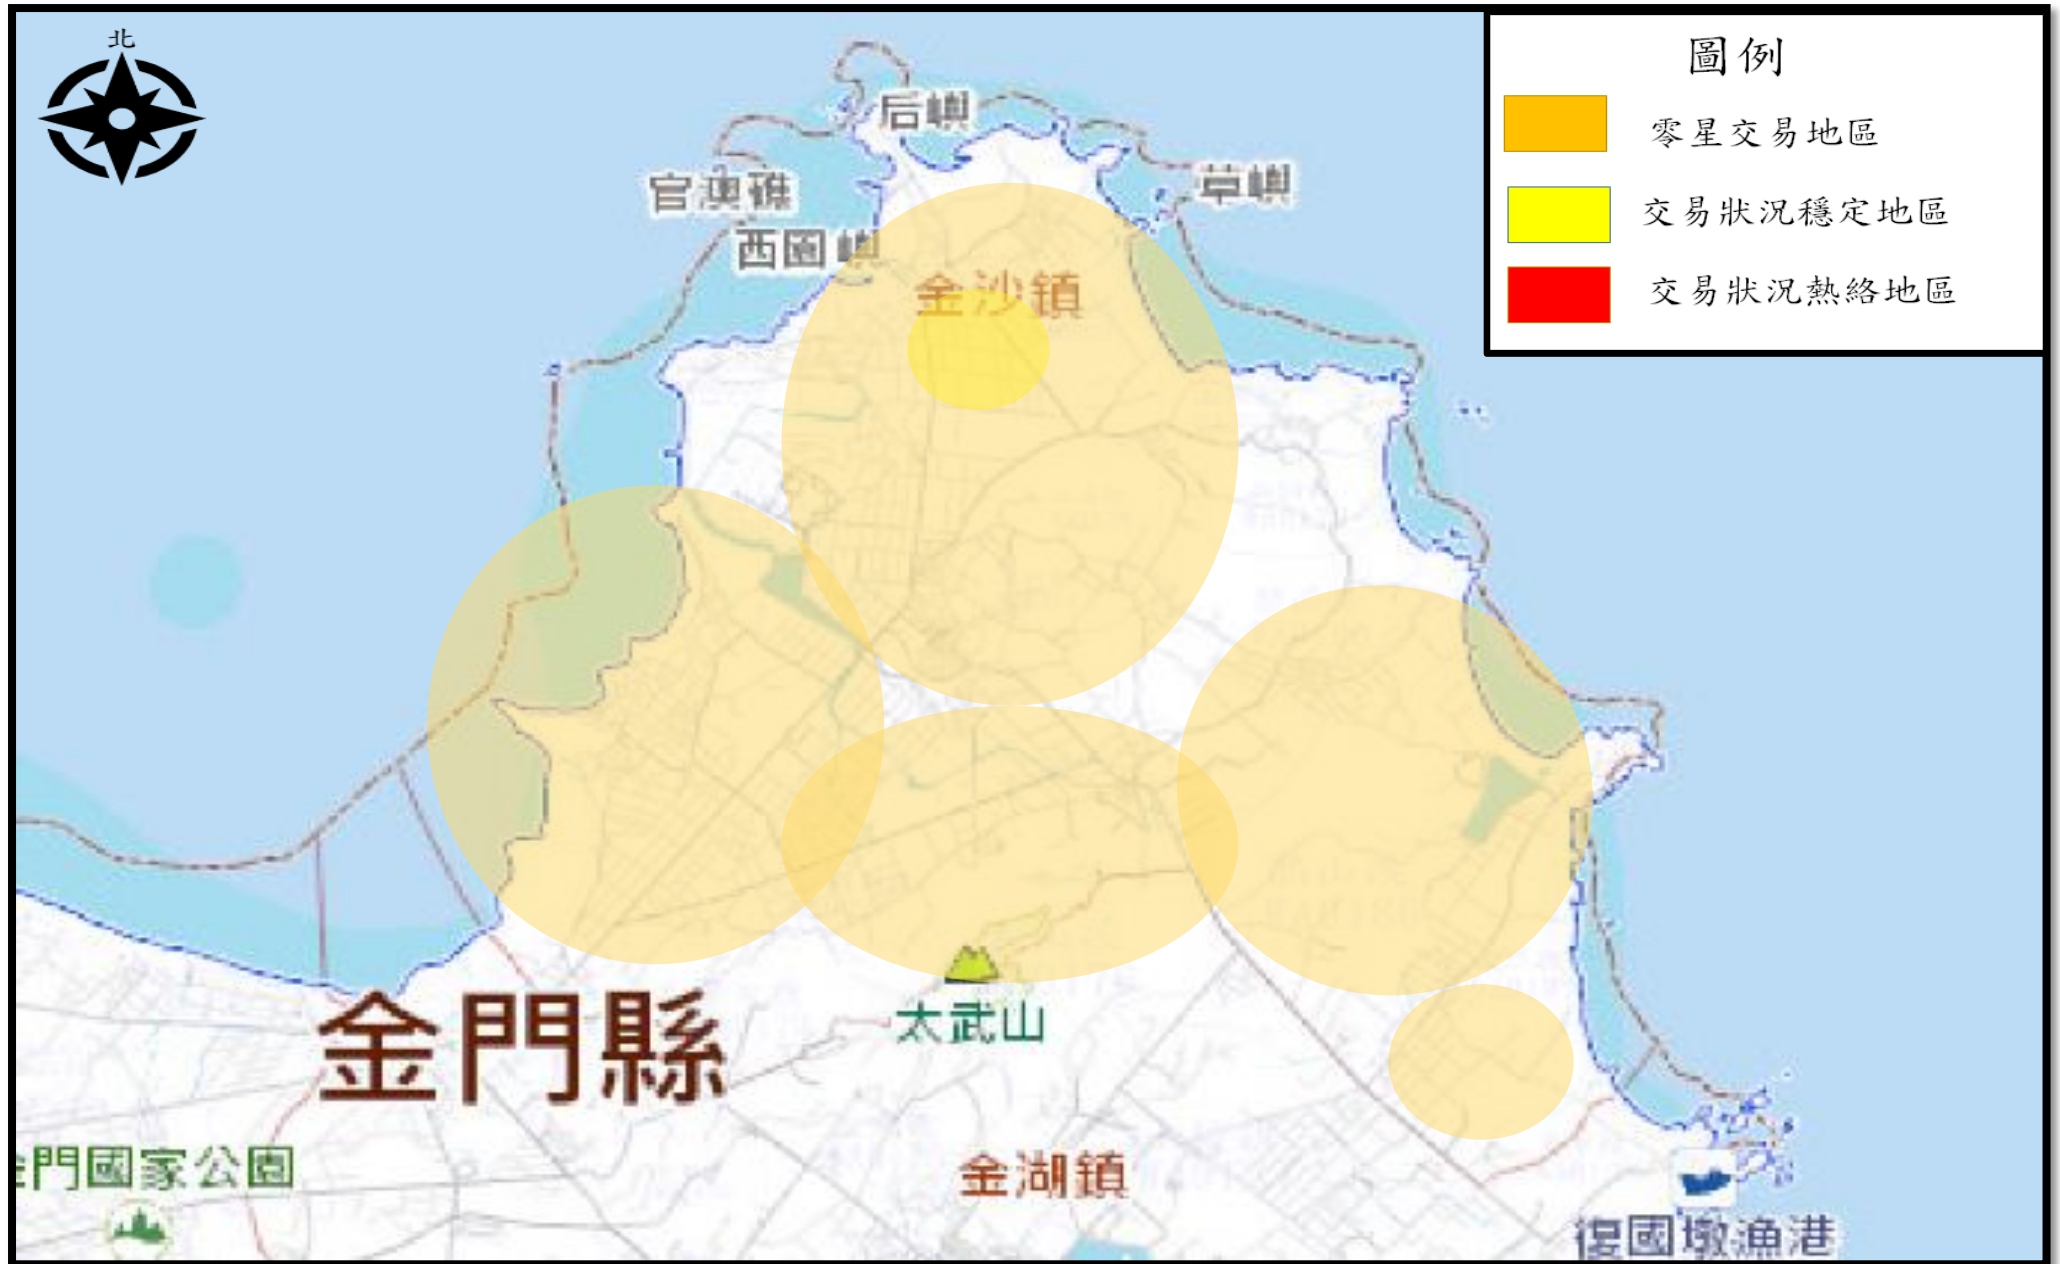 北
圖例
零星交易地區
交易狀況穩定地區
交易狀況熱絡地區
后嶼
官澳礁
草嶼
西園嶼
金沙鎮
太武山
金門縣
金湖鎮
門國家公園
復國墩漁港